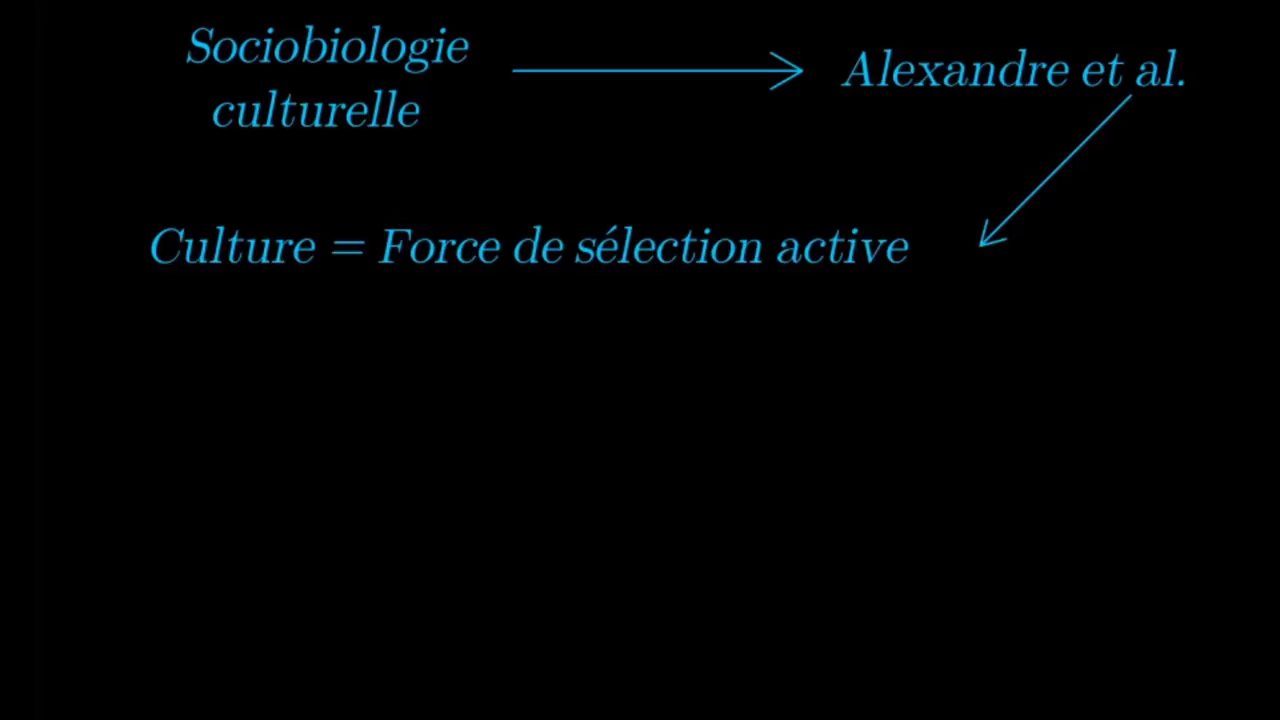 Sociobiologie
culturelle
Alexandre et al.
Culture = Force de sélection active